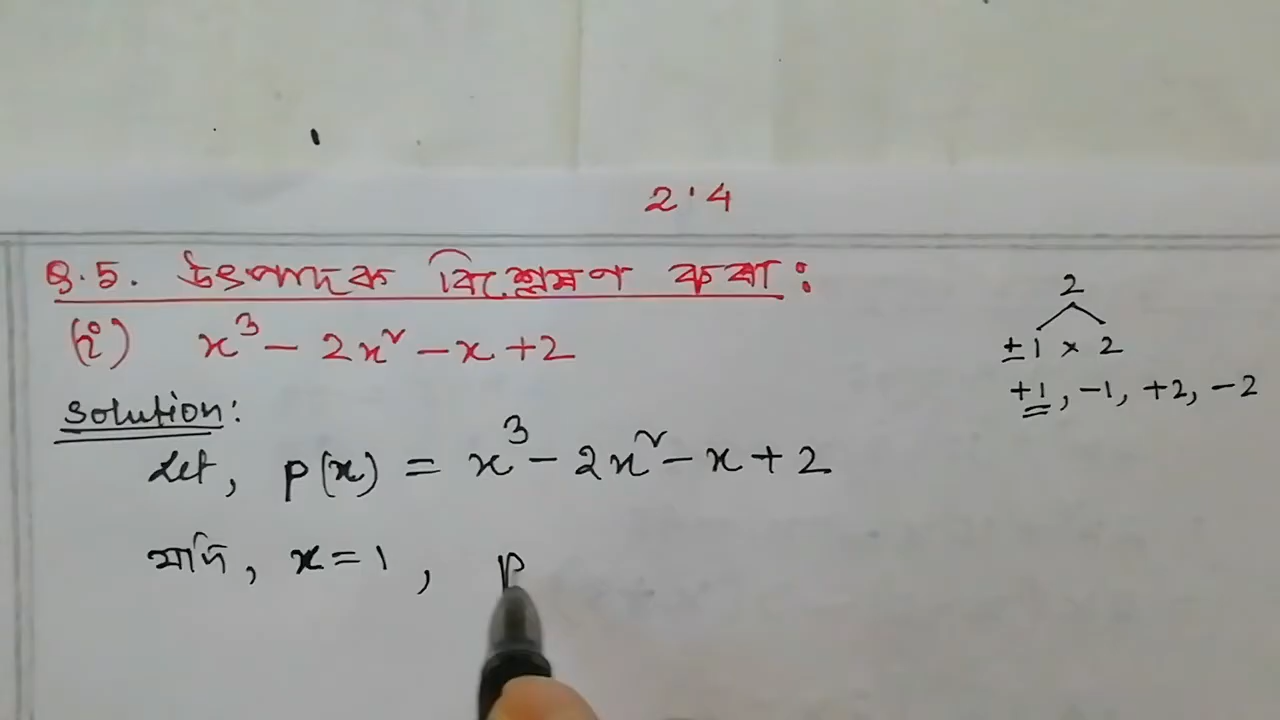 2.4
Q.5. উৎপাদক বিশ্লেষণ কৰা:
(i) x³ - 2x² - x + 2
Solution:
Let, p(x) = x³ - 2x² - x + 2
যদি, x = 1, p
2
±1 × 2
+1, -1, +2, -2